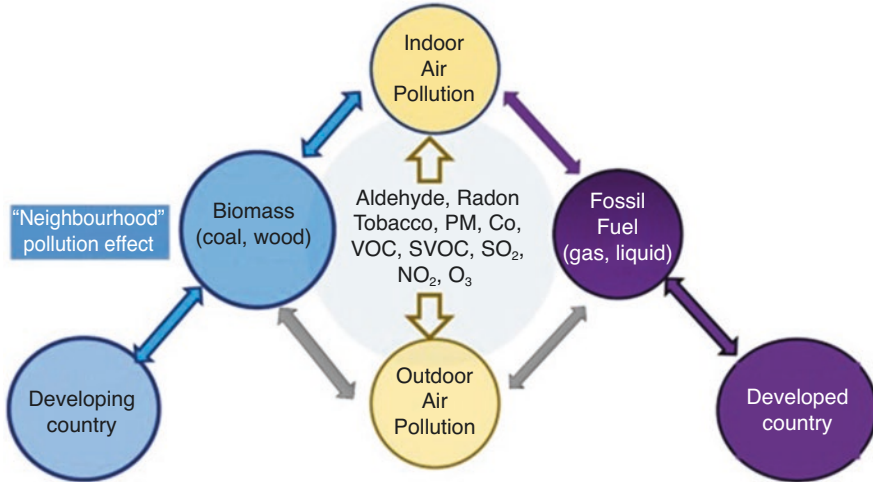 Indoor
Air
Pollution
"Neighbourhood"
pollution effect
Biomass
(coal, wood)
Aldehyde, Radon
Tobacco, PM, Co,
VOC, SVOC, SO₂,
NO₂, O₃
Fossil
Fuel
(gas, liquid)
Developing
country
Outdoor
Air
Pollution
Developed
country